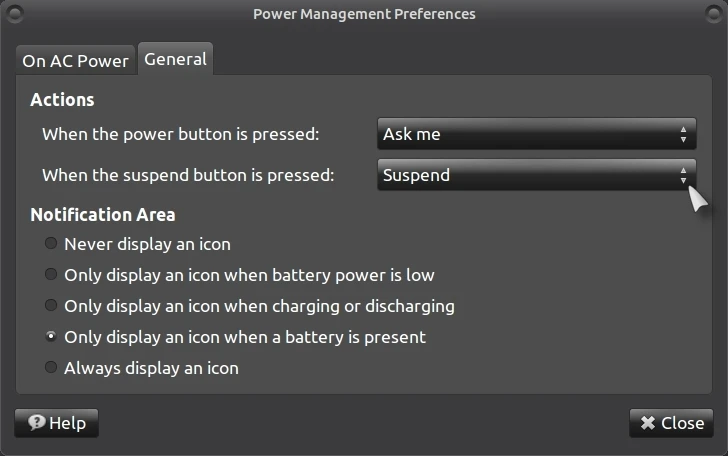 Power Management Preferences
On AC Power General
Actions
When the power button is pressed: Ask me
When the suspend button is pressed: Suspend
Notification Area
Never display an icon
Only display an icon when battery power is low
Only display an icon when charging or discharging
Only display an icon when a battery is present
Always display an icon
Help Close